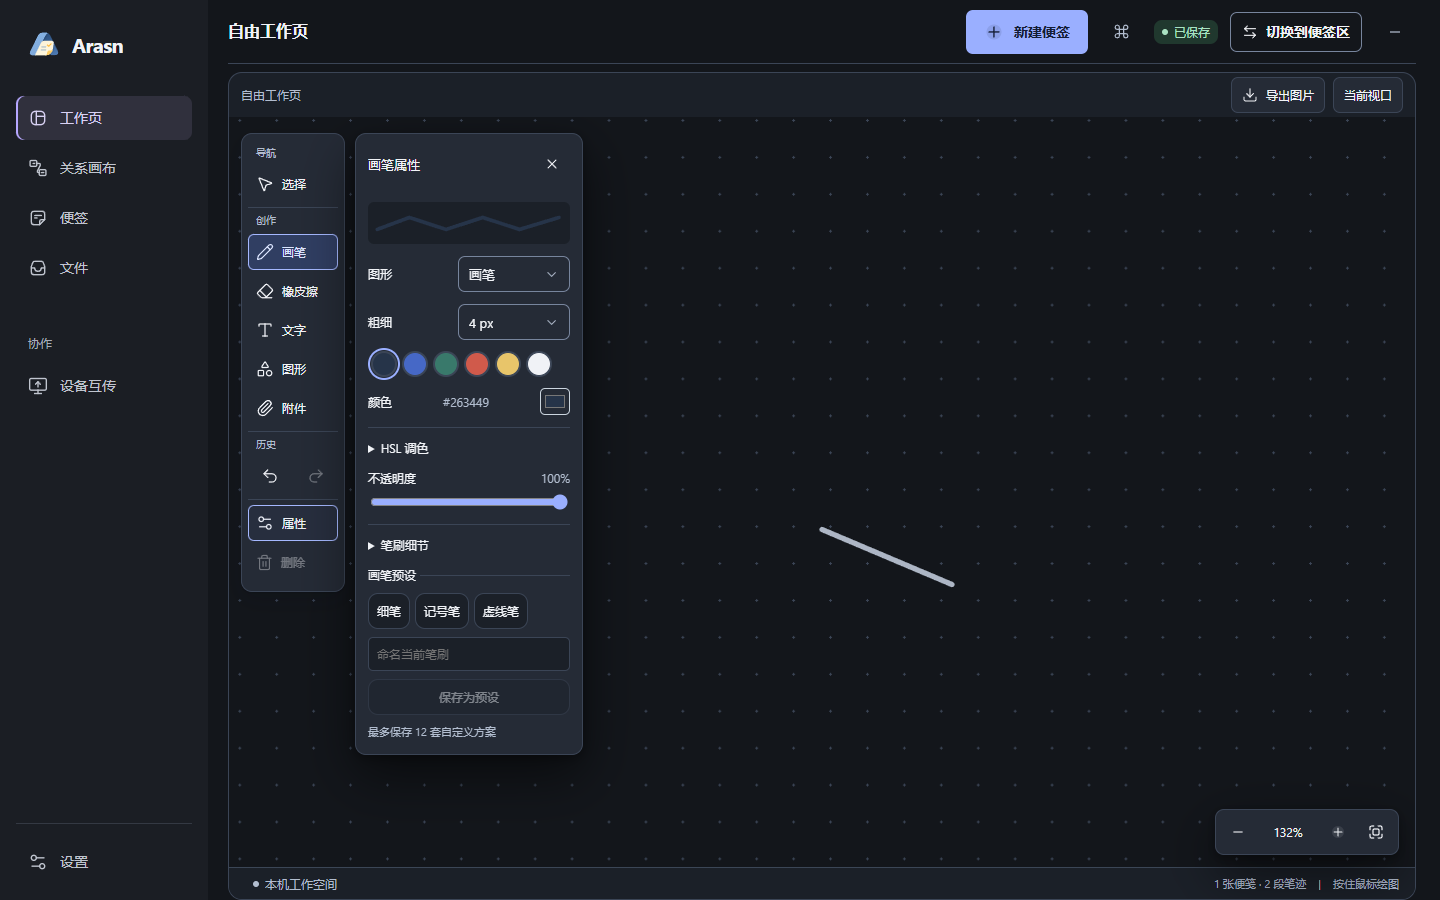 Arasn
工作页
关系画布
便签
文件
协作
设备互传
设置
自由工作页
新建便签
已保存
切换到便签区
自由工作页
导出图片
当前视口
导航
选择
创作
画笔
橡皮擦
文字
图形
附件
历史
属性
删除
画笔属性
图形
画笔
粗细
4 px
颜色
#263449
HSL 调色
不透明度
100%
笔刷细节
画笔预设
细笔
记号笔
虚线笔
命名当前笔刷
保存为预设
最多保存 12 套自定义方案
132%
本机工作空间
1 张便笺 · 2 段笔迹 | 按住鼠标绘图